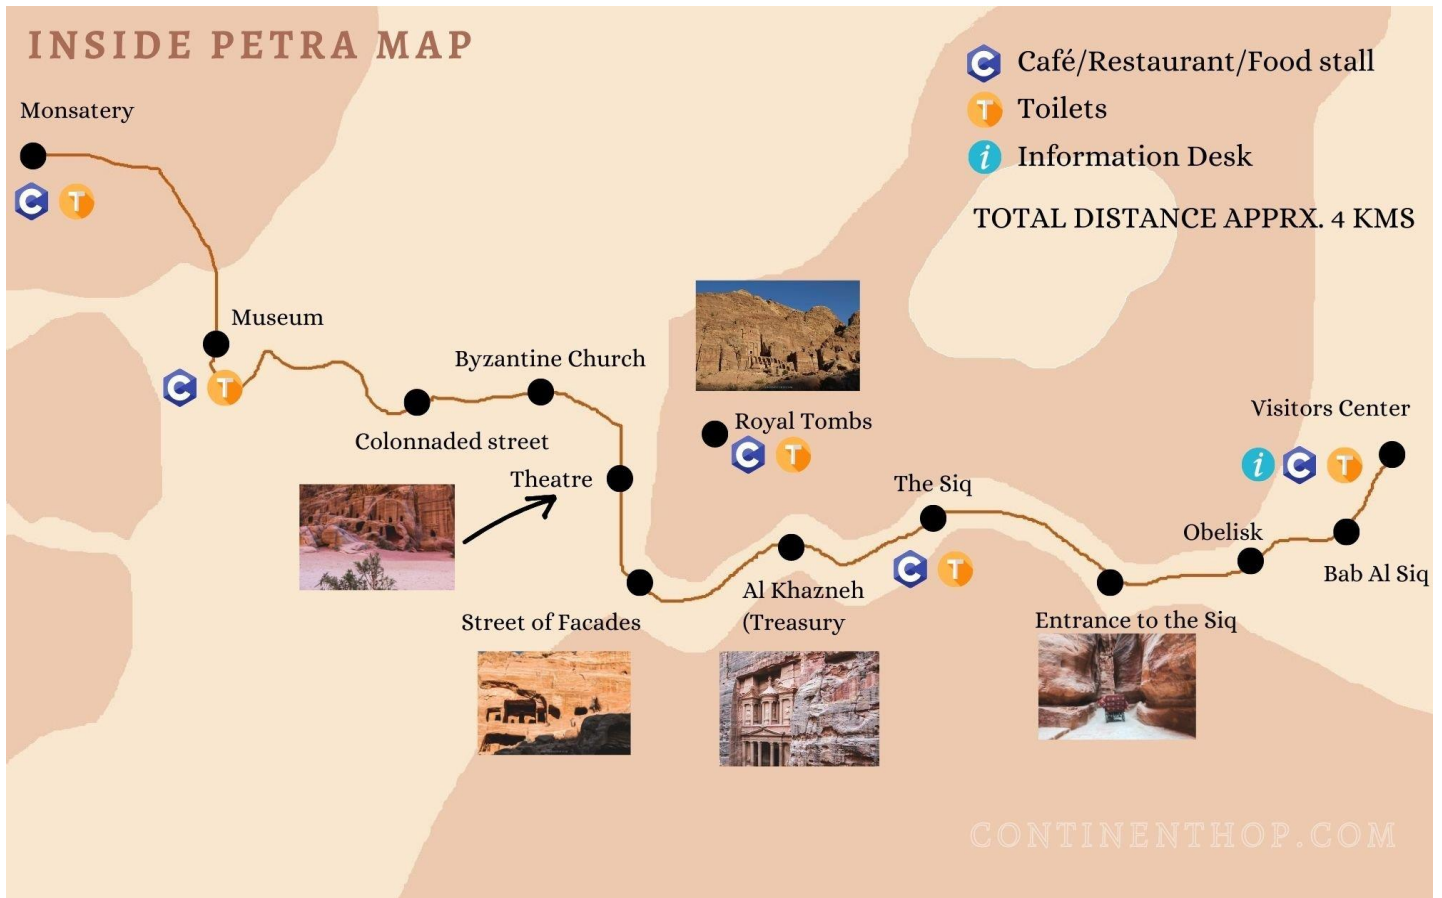 INSIDE PETRA MAP
Café/Restaurant/Food stall
Toilets
Information Desk
TOTAL DISTANCE APPRX. 4 KMS
Monsatery
Museum
Byzantine Church
Colonnaded street
Theatre
Royal Tombs
Visitors Center
The Siq
Obelisk
Bab Al Siq
Al Khazneh
(Treasury
Street of Facades
Entrance to the Siq
CONTINENTHOP.COM